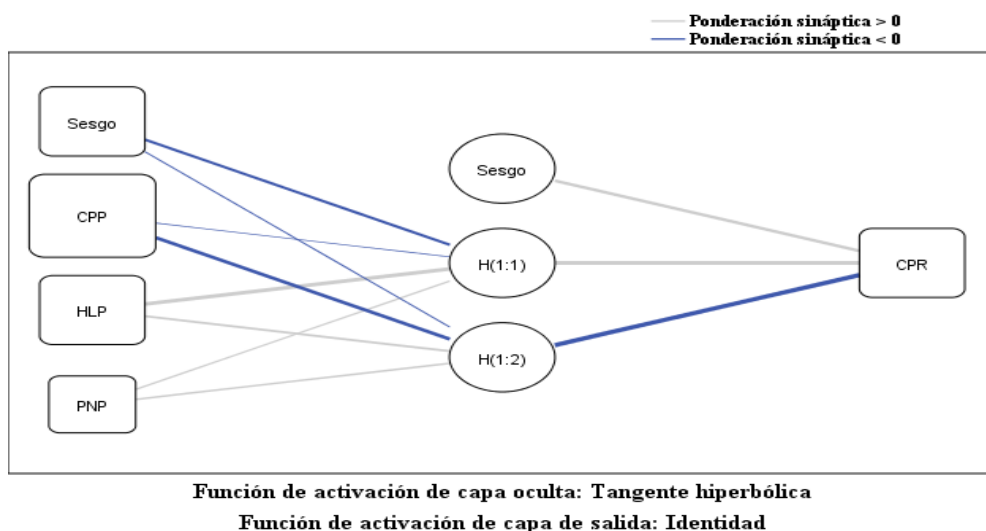 Ponderación sináptica > 0
Ponderación sináptica < 0
Sesgo
CPP
HLP
PNP
Sesgo
H(1:1)
H(1:2)
CPR
Función de activación de capa oculta: Tangente hiperbólica
Función de activación de capa de salida: Identidad